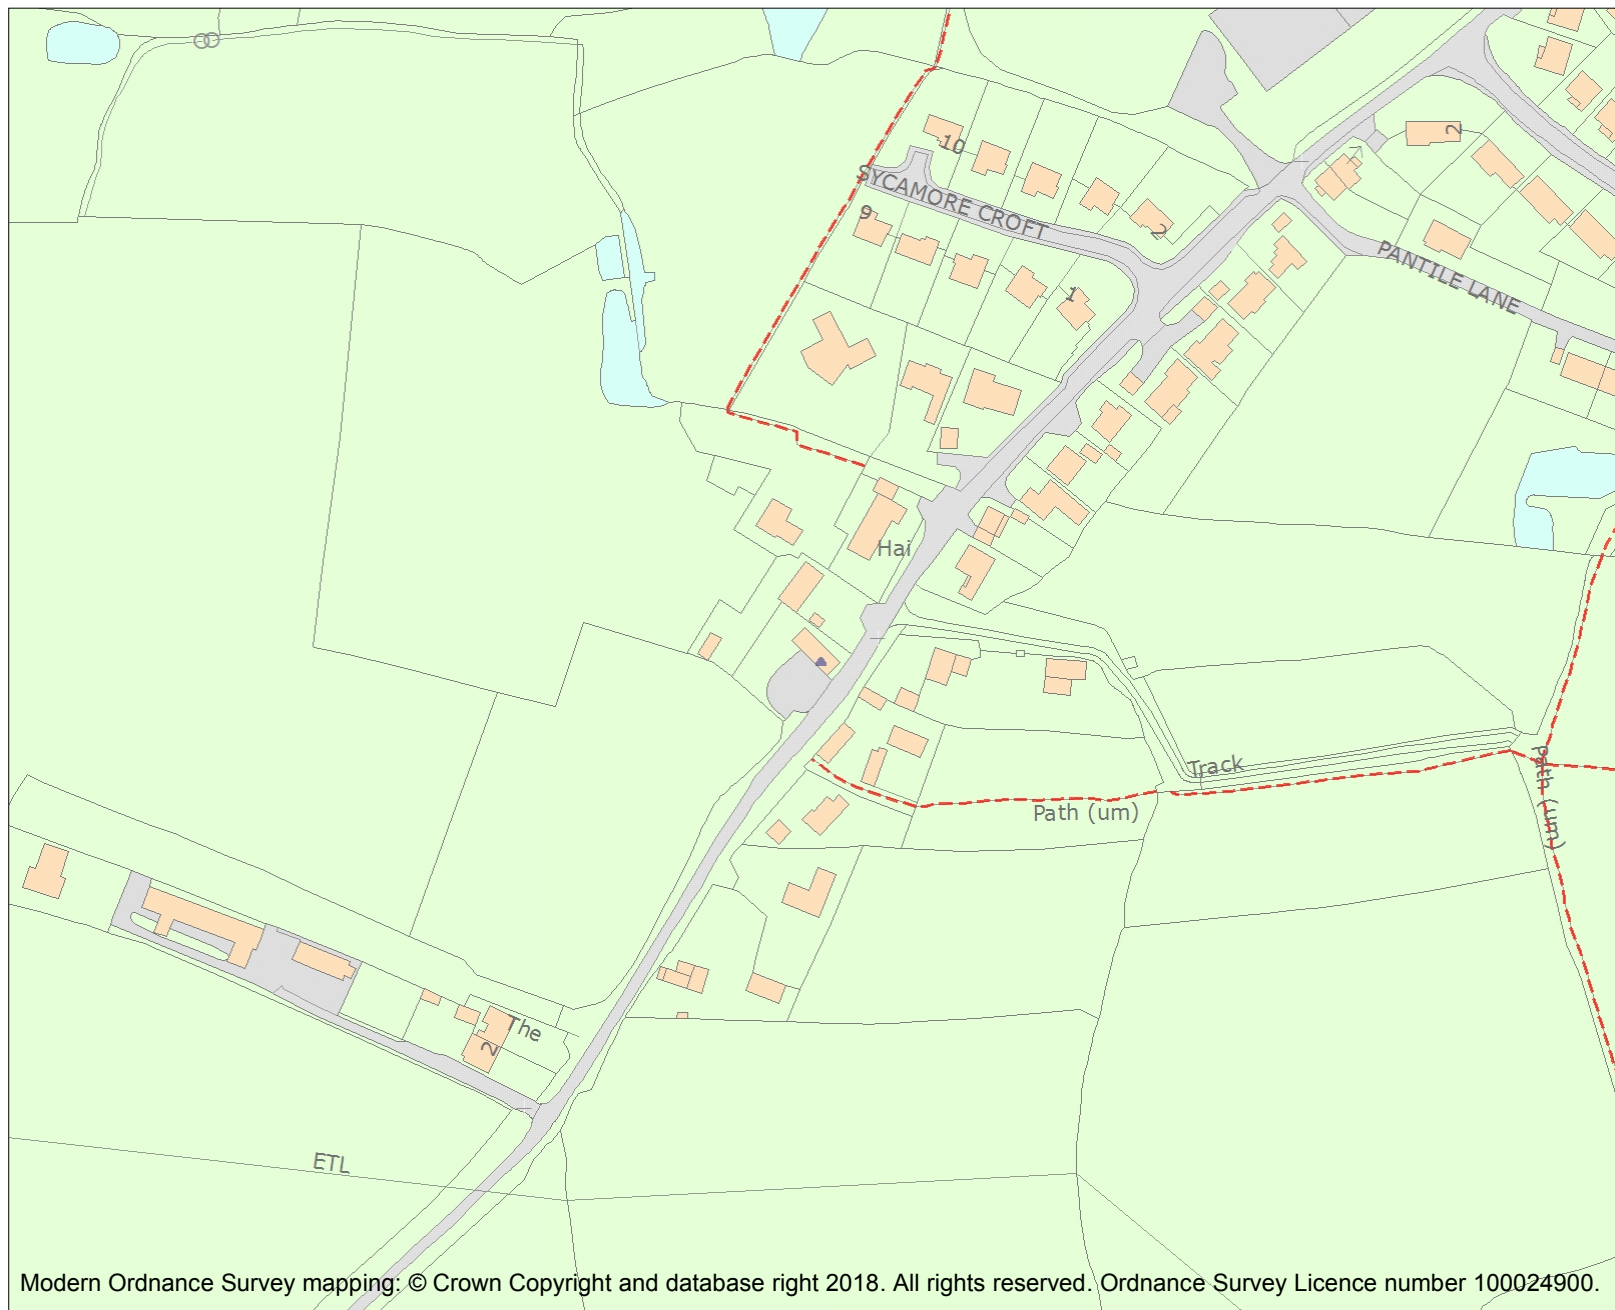 2
10
SYCAMORE CROFT
9
2
PANTILE LANE
1
Hai
Track
Path (um)
Path (um)
The
2
ETL
Modern Ordnance Survey mapping: © Crown Copyright and database right 2018. All rights reserved. Ordnance Survey Licence number 100024900.